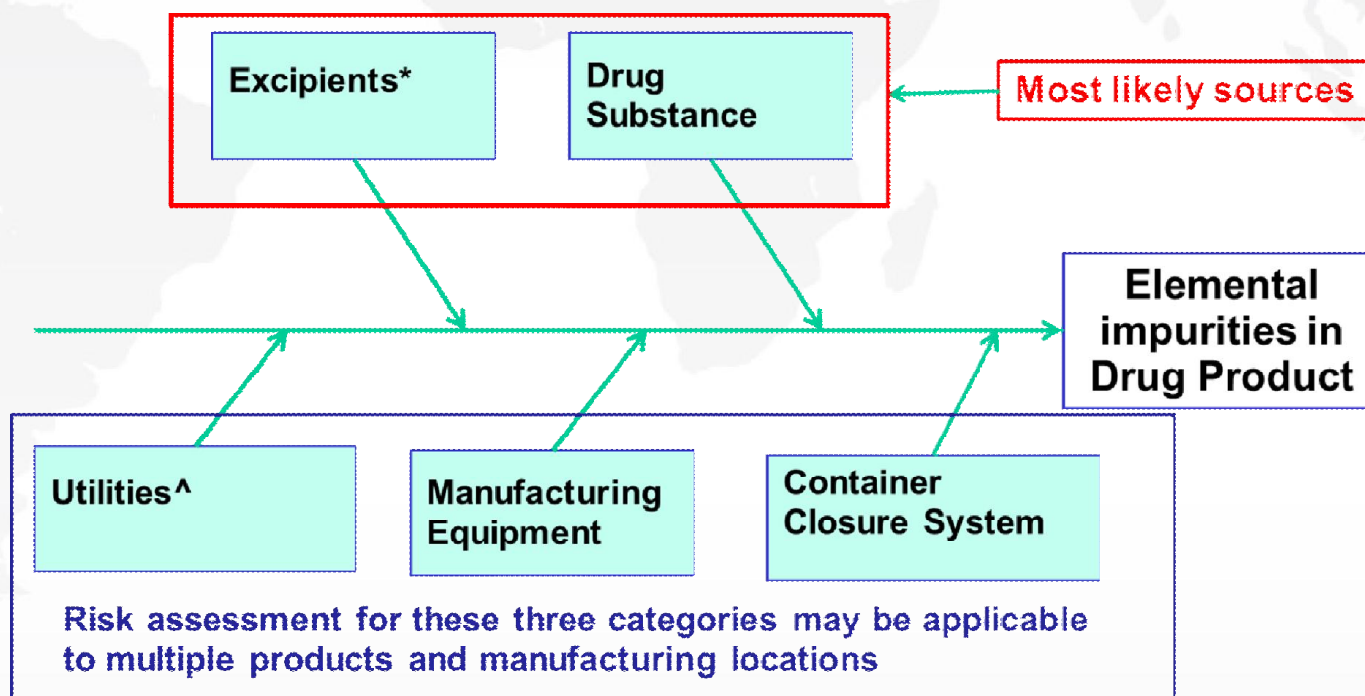 Excipients*
Drug
Substance
Most likely sources
Elemental
impurities in
Drug Product
Utilities^
Manufacturing
Equipment
Container
Closure System
Risk assessment for these three categories may be applicable
to multiple products and manufacturing locations